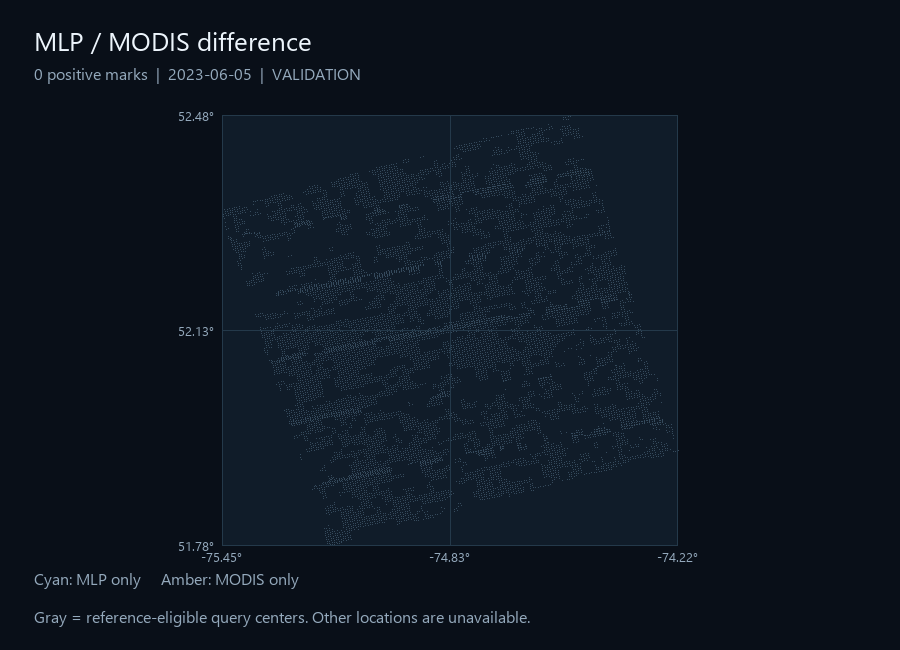 MLP / MODIS difference
0 positive marks | 2023-06-05 | VALIDATION
52.48°
52.13°
51.78°
-75.45° -74.83° -74.22°
Cyan: MLP only Amber: MODIS only
Gray = reference-eligible query centers. Other locations are unavailable.